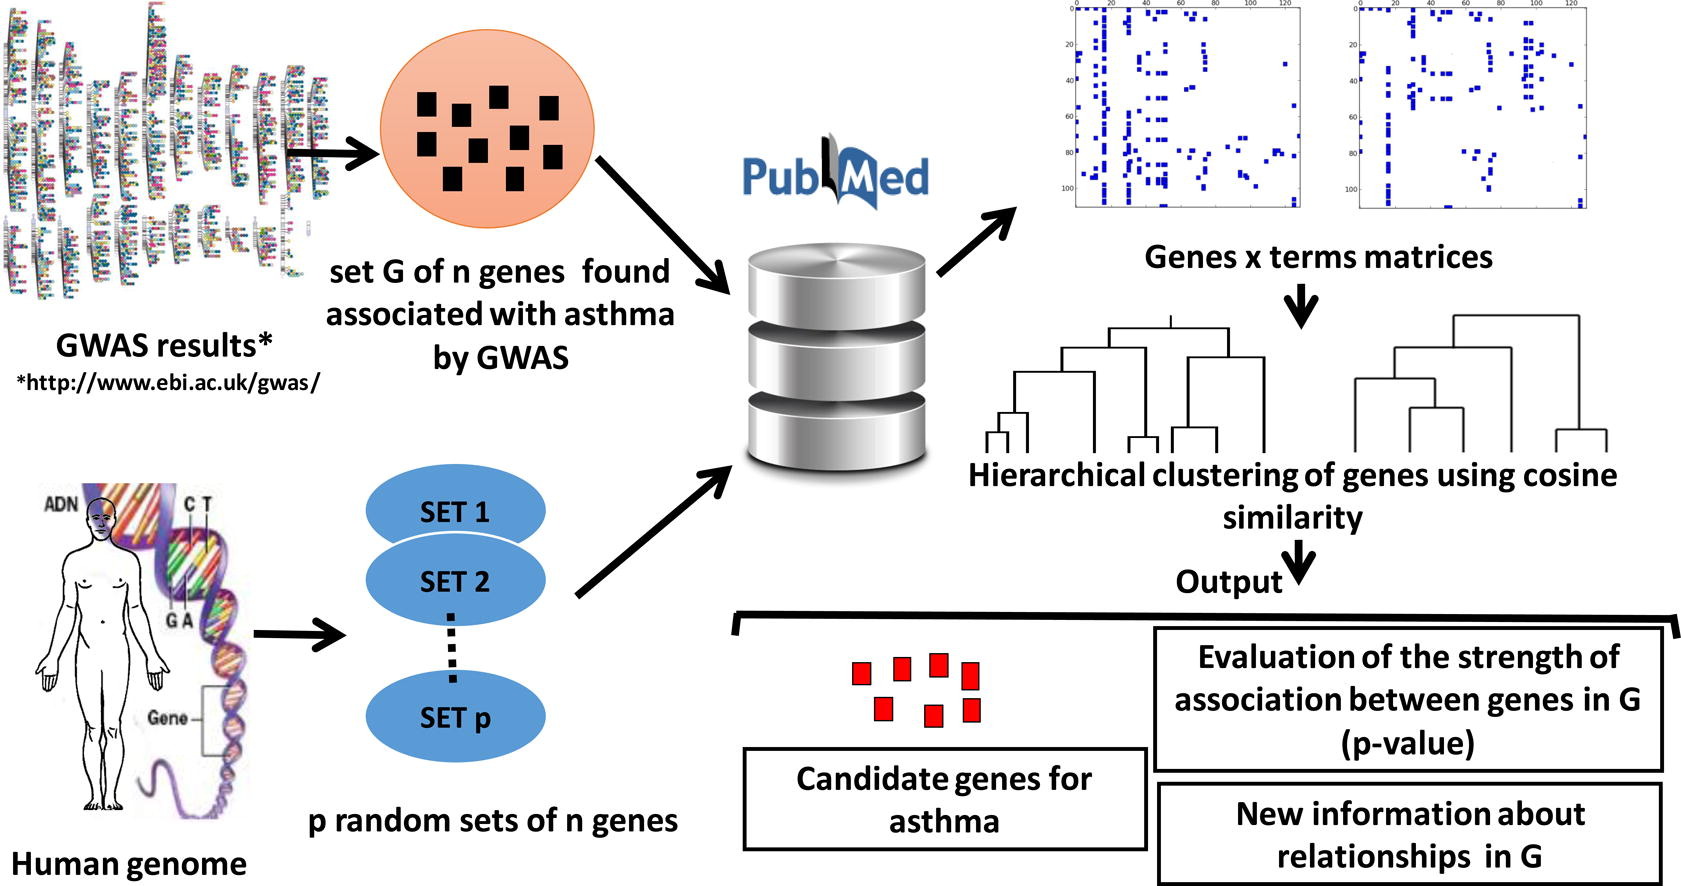 GWAS results*
*http://www.ebi.ac.uk/gwas/
set G of n genes found
associated with asthma
by GWAS
PubMed
0 20 40 60 80 100 120
0
20
40
60
80
100
0 20 40 60 80 100 120
0
20
40
60
80
100
Genes x terms matrices
Hierarchical clustering of genes using cosine
similarity
Output
ADN
C T
G A
Gene
Human genome
SET 1
SET 2
SET p
p random sets of n genes
Candidate genes for
asthma
Evaluation of the strength of
association between genes in G
(p-value)
New information about
relationships in G